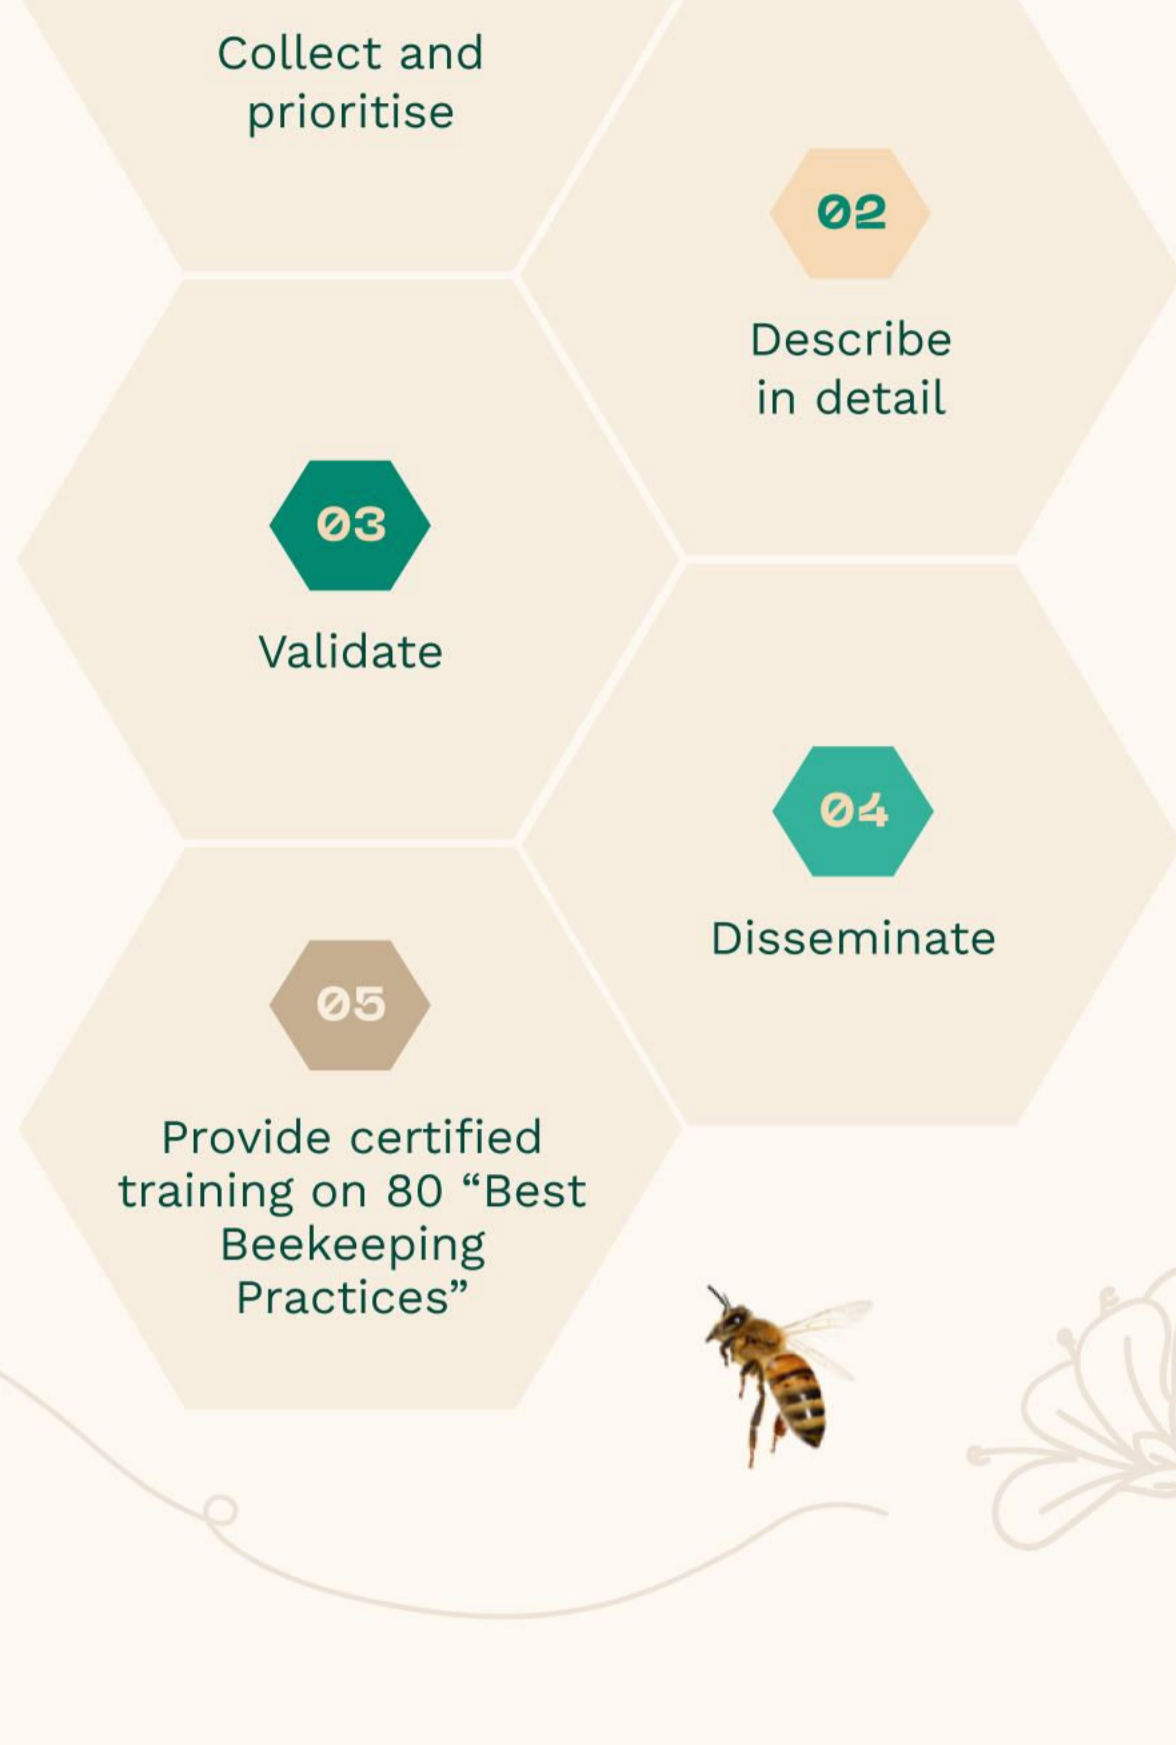 Collect and
prioritise
02
Describe
in detail
03
Validate
04
Disseminate
05
Provide certified
training on 80 “Best
Beekeeping
Practices”